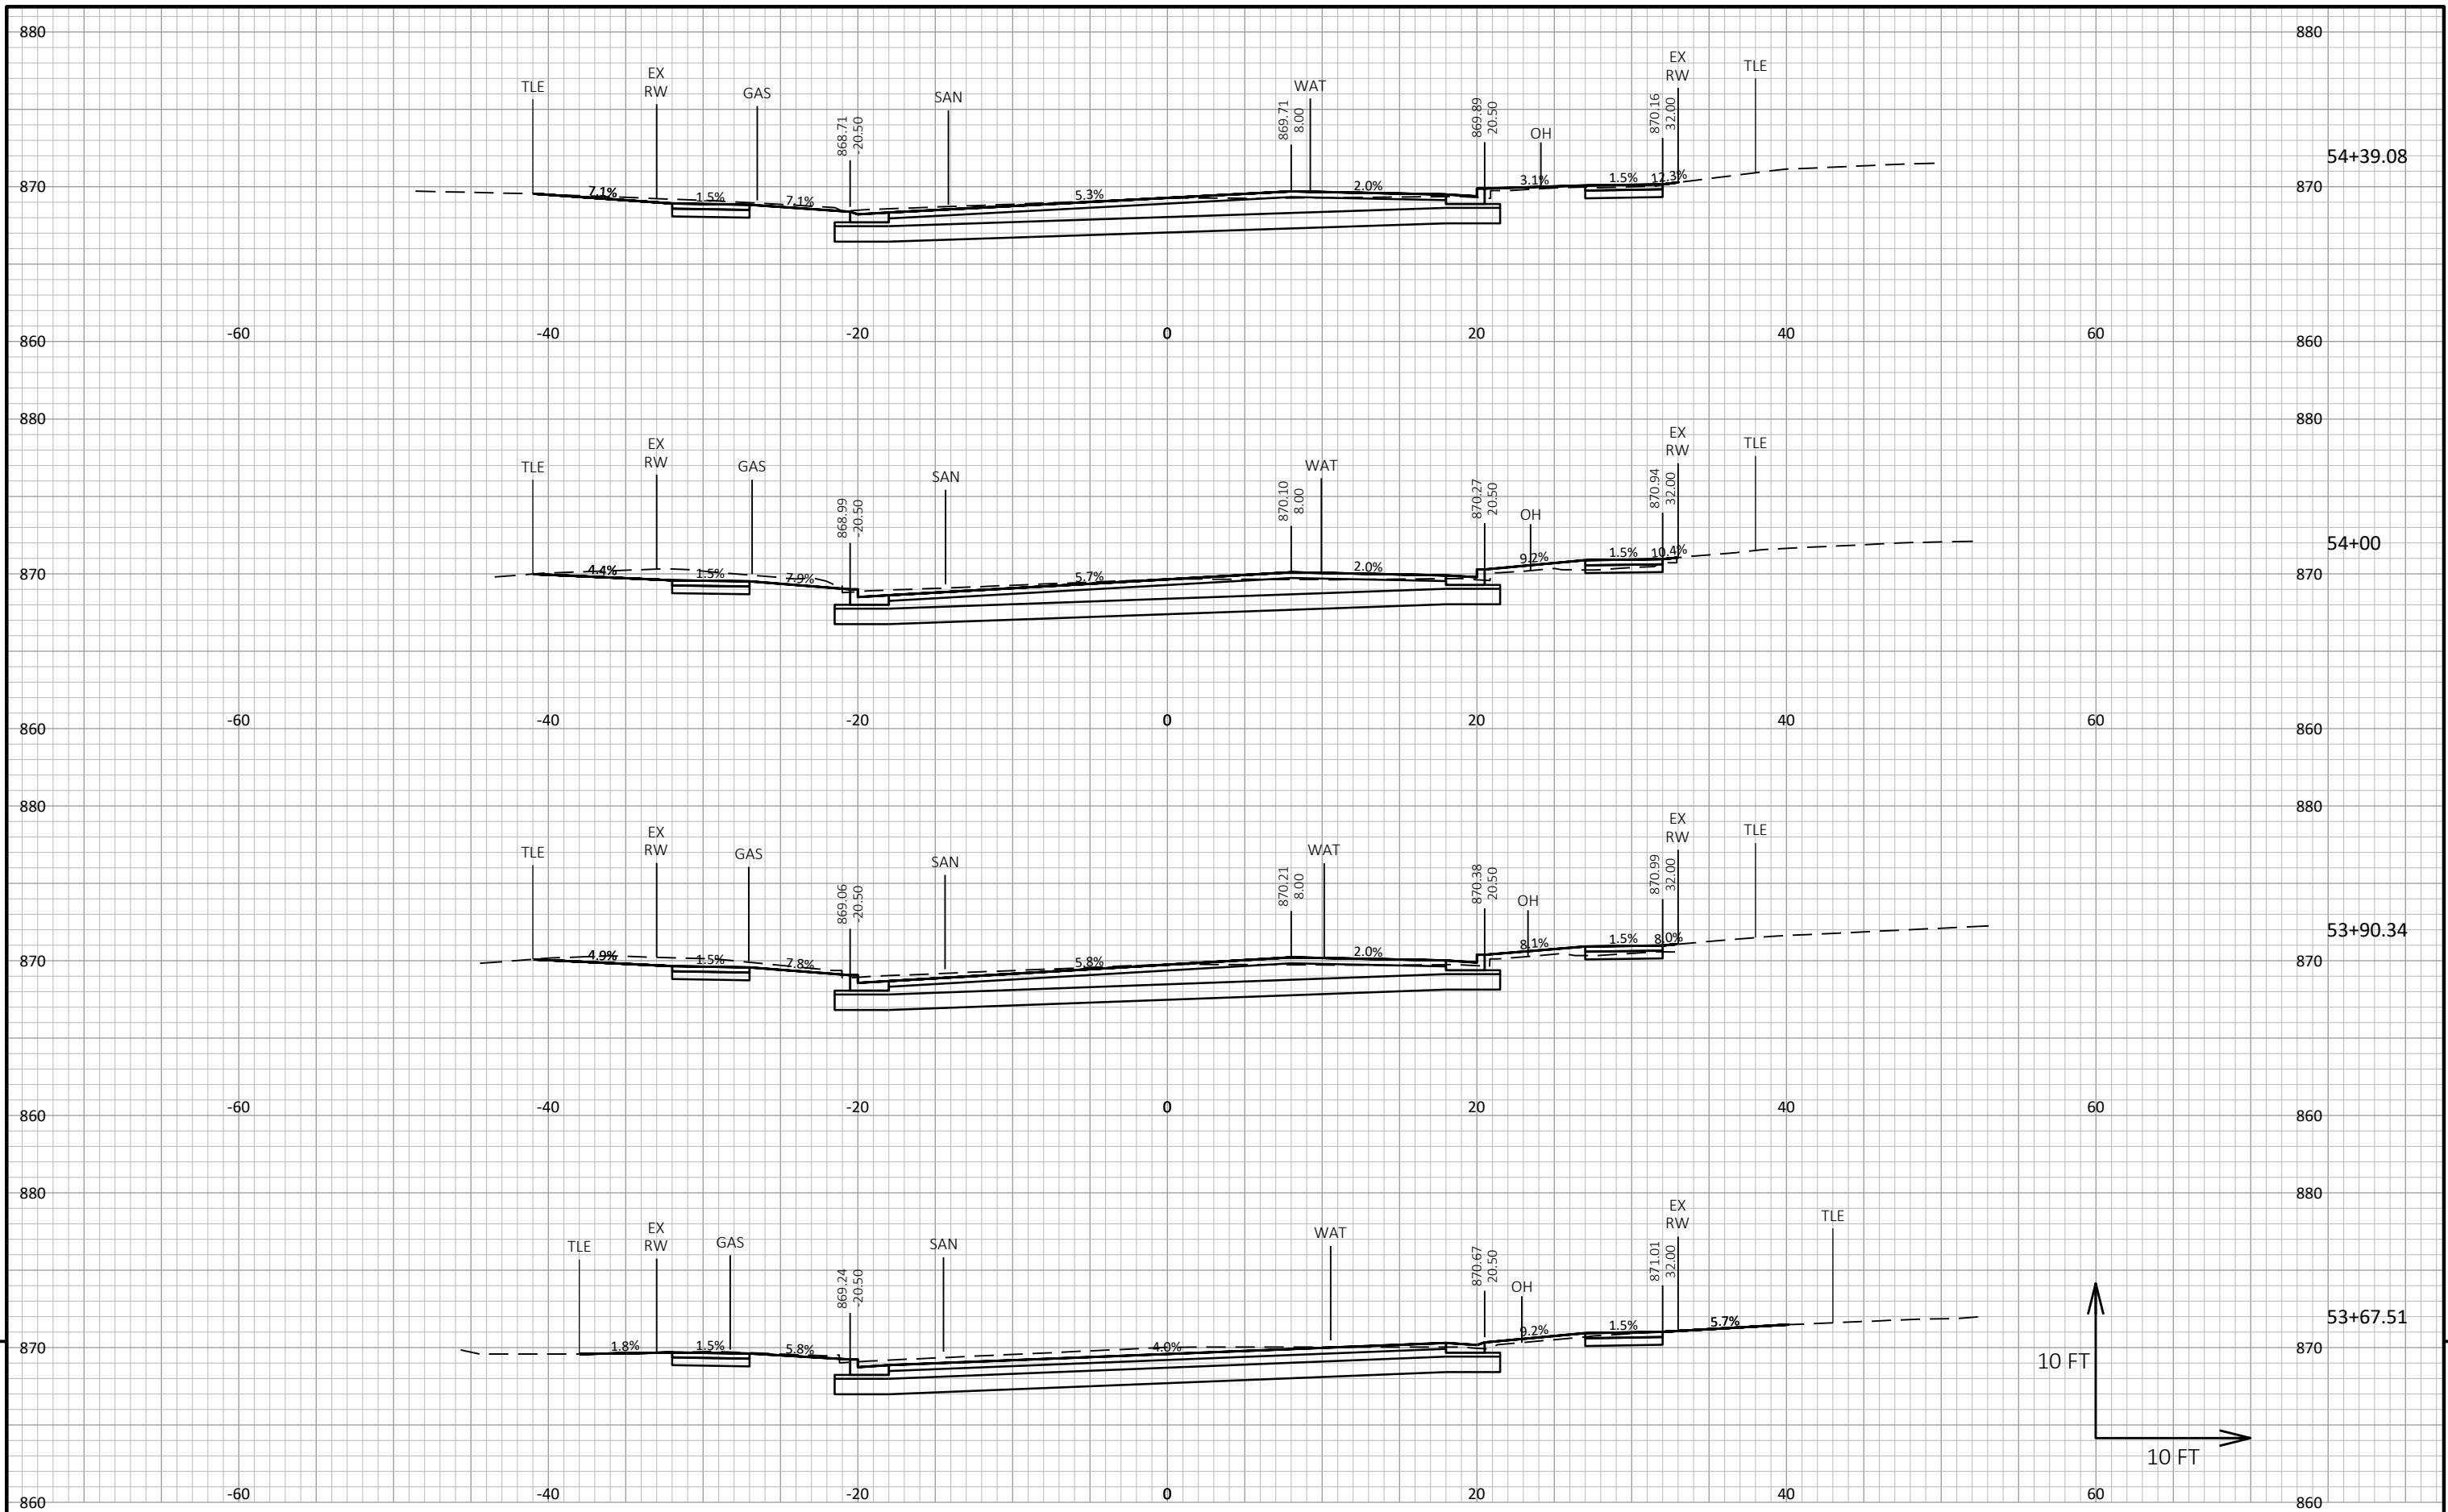 880
880
TLE
EX
RW
GAS
SAN
868.71
-20.50
869.71
8.00
WAT
869.89
20.50
OH
870.16
32.00
EX
RW
TLE
54+39.08
870
7.1%
1.5%
7.1%
5.3%
2.0%
3.1%
1.5%
12.3%
870
860
-60
-40
-20
0
20
40
60
860
880
880
TLE
EX
RW
GAS
SAN
868.99
-20.50
870.10
8.00
WAT
870.27
20.50
OH
870.94
32.00
EX
RW
TLE
54+00
870
4.4%
1.5%
7.9%
5.7%
2.0%
9.2%
1.5%
10.4%
870
860
-60
-40
-20
0
20
40
60
860
880
880
TLE
EX
RW
GAS
SAN
869.06
-20.50
870.21
8.00
WAT
870.38
20.50
OH
870.99
32.00
EX
RW
TLE
53+90.34
870
4.9%
1.5%
7.8%
5.8%
2.0%
8.1%
1.5%
8.0%
870
860
-60
-40
-20
0
20
40
60
860
880
880
TLE
EX
RW
GAS
SAN
869.24
-20.50
WAT
870.67
20.50
OH
871.01
32.00
EX
RW
TLE
53+67.51
870
1.8%
1.5%
5.8%
4.0%
9.2%
1.5%
5.7%
870
10 FT
10 FT
860
-60
-40
-20
0
20
40
60
860